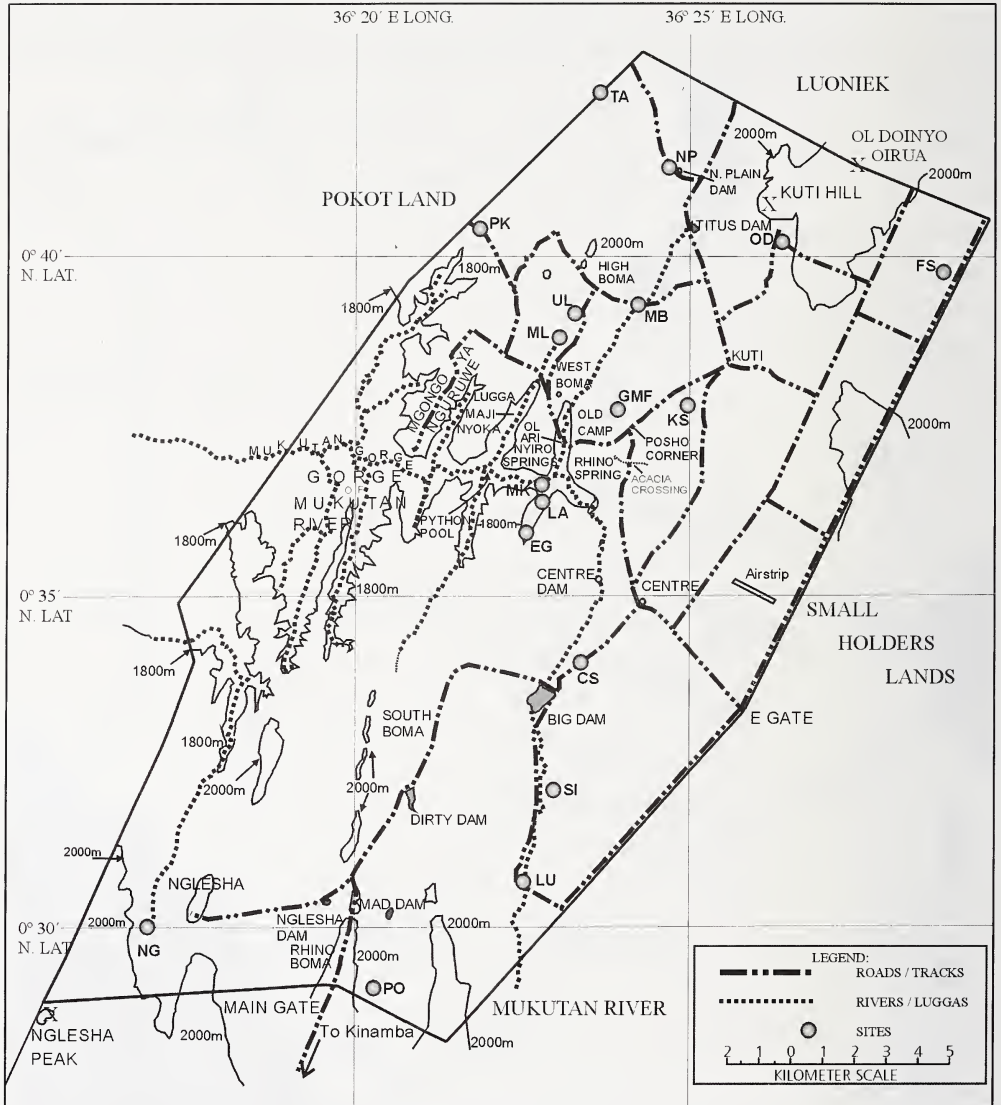 36° 20´ E LONG.
36° 25´ E LONG.
LUONIEK
TA
2000m
OL DOINYO
X OIRUA
NP
N. PLAIN
DAM
2000m
KUTI HILL
X
POKOT LAND
PK
TITUS DAM
OD
2000m
0° 40´
N. LAT.
1800m
HIGH
BOMA
FS
1800m
UL
MB
ML
KUTI
WEST
BOMA
MGONGO
NGURUWE YA
LUGGA
MAJI
NYOKA
GMF
OLD
CAMP
KS
2000m
OL
ARI
NYIRO
SPRINGS
POSHO
CORNER
MUKUTAN GORGE
RHINO
SPRING
ACACIA
CROSSING
GORGE
OF
MUKUTAN
RIVER
MK
LA
PYTHON
POOL
1800m
1800m
EG
CENTRE
DAM
CENTRE
Airstrip
1800m
0° 35´
N. LAT
SMALL
HOLDERS
LANDS
1800m
CS
SOUTH
BOMA
BIG DAM
E GATE
1800m
2000m
2000m
SI
DIRTY DAM
2000m
LU
NGLESHA
MAD DAM
NGLESHA
DAM
RHINO
BOMA
2000m
0° 30´
N. LAT
NG
2000m
2000m
PO
MAIN GATE
MUKUTAN RIVER
X
NGLESHA
PEAK
2000m
To Kinamba
2000m
LEGEND:
ROADS / TRACKS
RIVERS / LUGGAS
SITES
2 1 0 1 2 3 4 5
KILOMETER SCALE